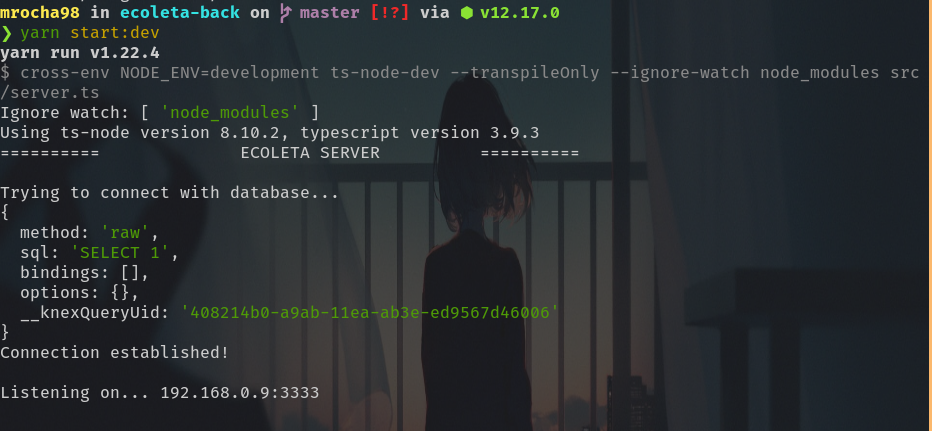 mrocha98 in ecoleta-back on master [!?] via ⬢ v12.17.0
❯ yarn start:dev
yarn run v1.22.4
$ cross-env NODE_ENV=development ts-node-dev --transpileOnly --ignore-watch node_modules src
/server.ts
Ignore watch: [ 'node_modules' ]
Using ts-node version 8.10.2, typescript version 3.9.3
========== ECOLETA SERVER ==========
Trying to connect with database...
{
method: 'raw',
sql: 'SELECT 1',
bindings: [],
options: {},
__knexQueryUid: '408214b0-a9ab-11ea-ab3e-ed9567d46006'
}
Connection established!
Listening on... 192.168.0.9:3333